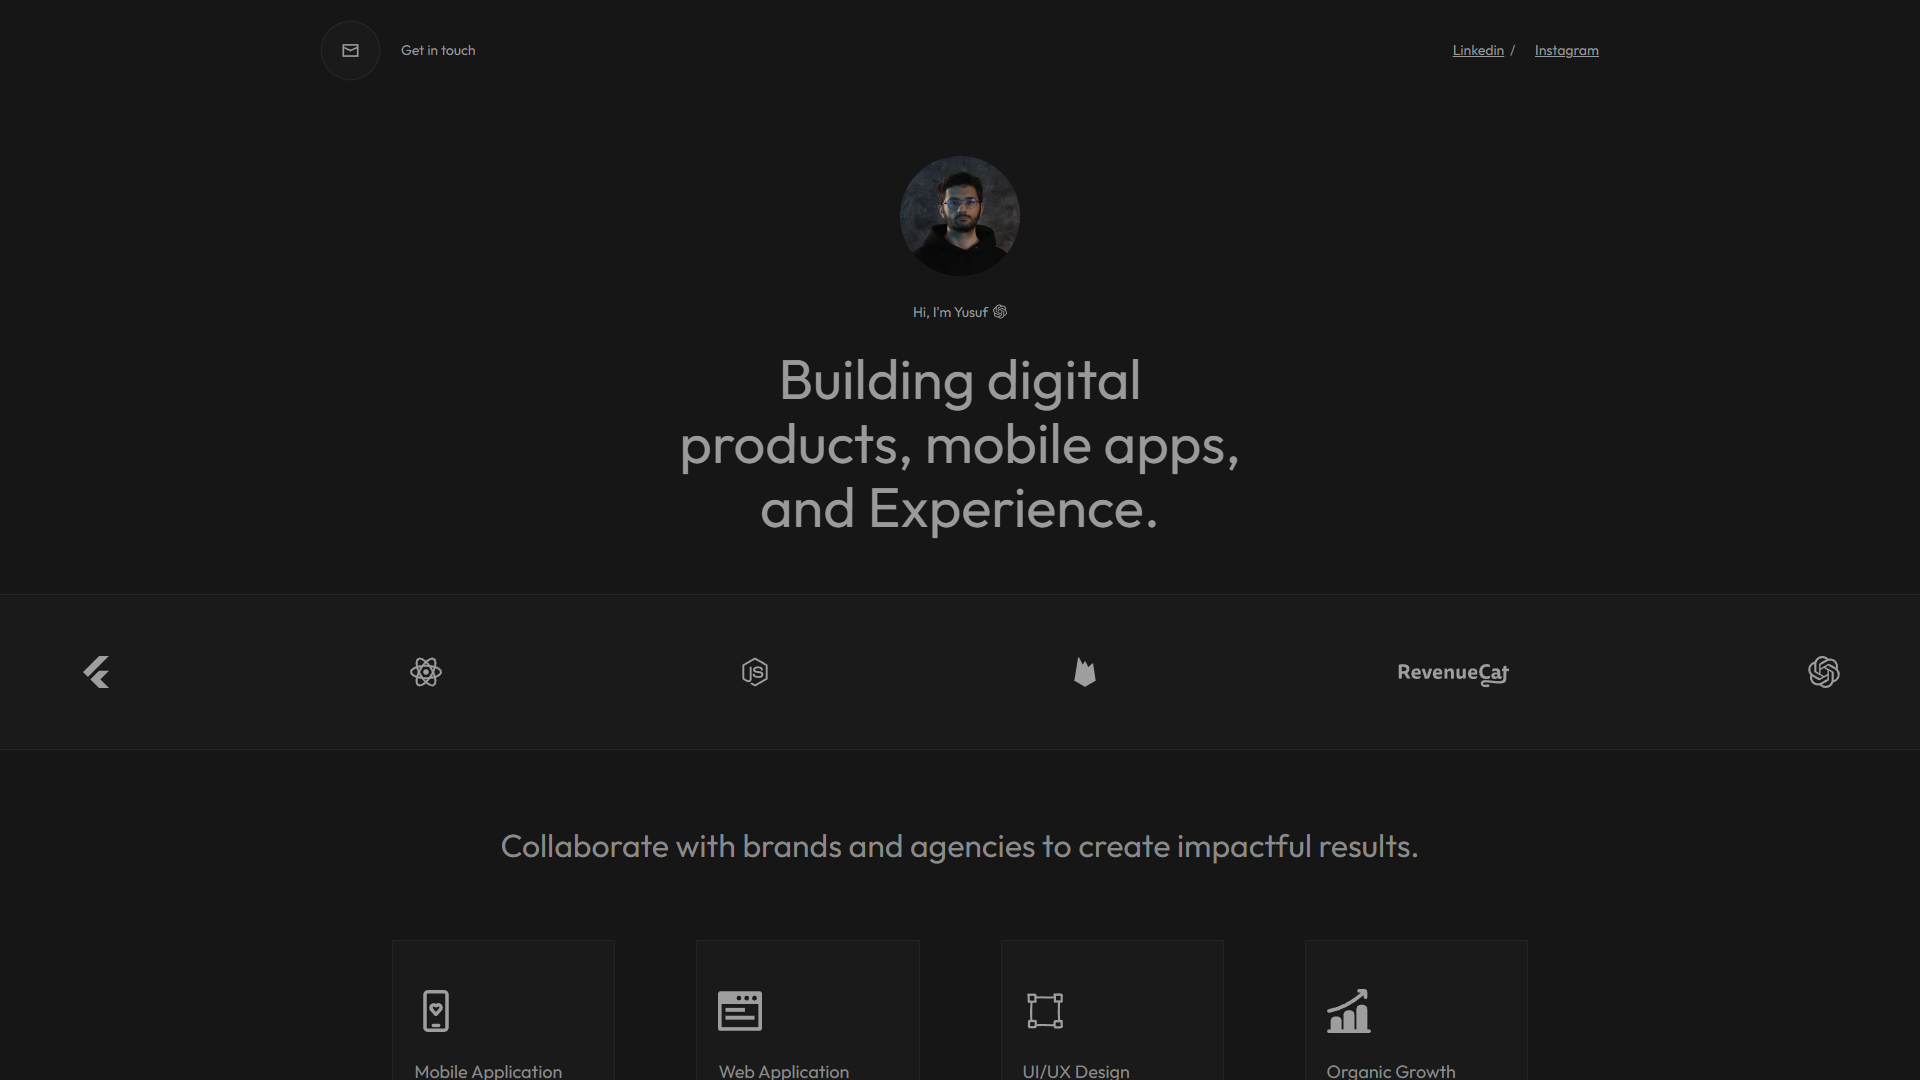 Get in touch
Linkedin / Instagram
Hi, I'm Yusuf
Building digital
products, mobile apps,
and Experience.
JS
RevenueCat
Collaborate with brands and agencies to create impactful results.
Mobile Application
Web Application
UI/UX Design
Organic Growth